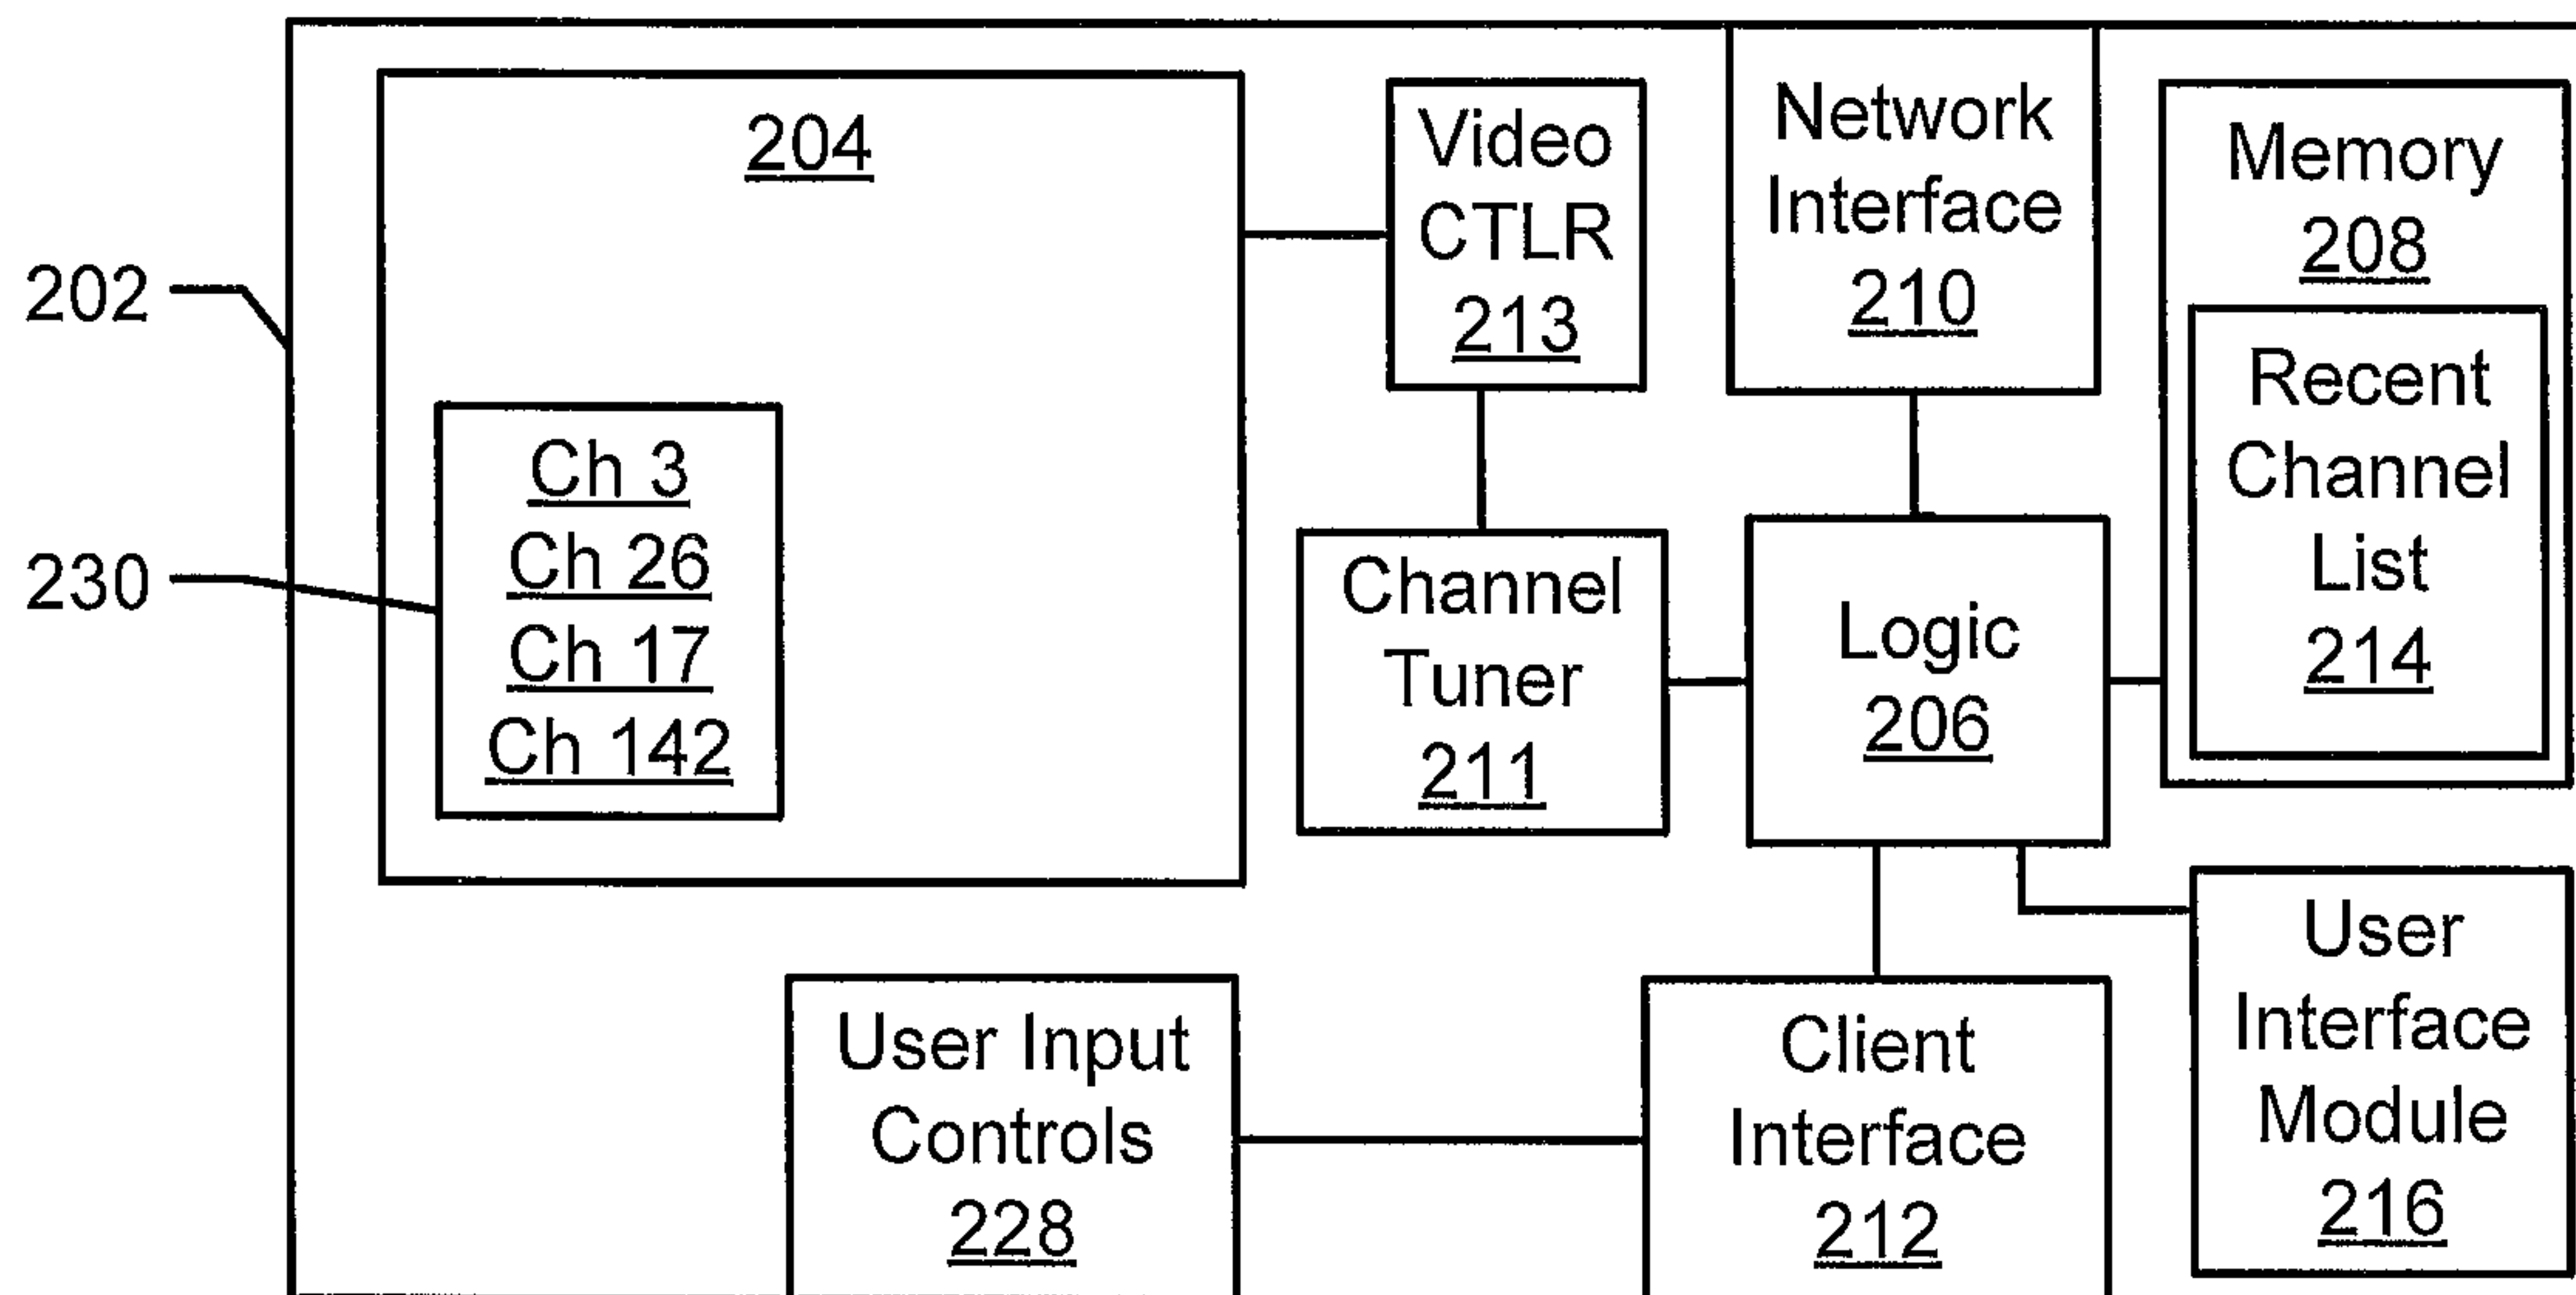 202
230
204
Ch 3
Ch 26
Ch 17
Ch 142
Video
CTLR
213
Network
Interface
210
Memory
208
Recent
Channel
List
214
Channel
Tuner
211
Logic
206
User Input
Controls
228
Client
Interface
212
User
Interface
Module
216